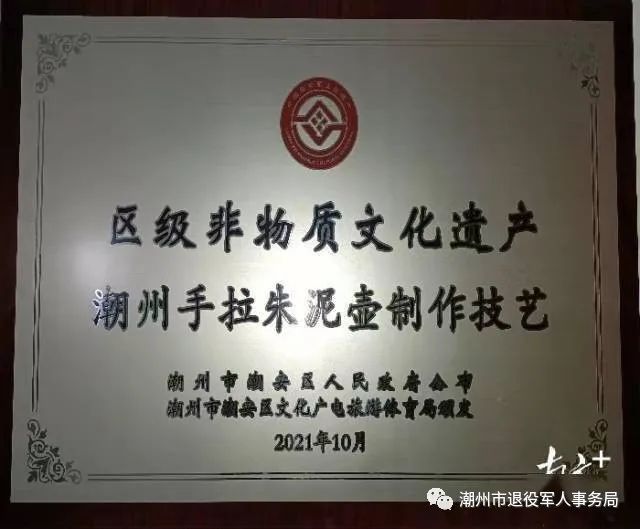 区级非物质文化遗产
潮州手拉朱泥壶制作技艺
潮州市潮安区人民政府公布
潮州市潮安区文化广电旅游体育局颁发
2021年10月
潮州市退役军人事务局